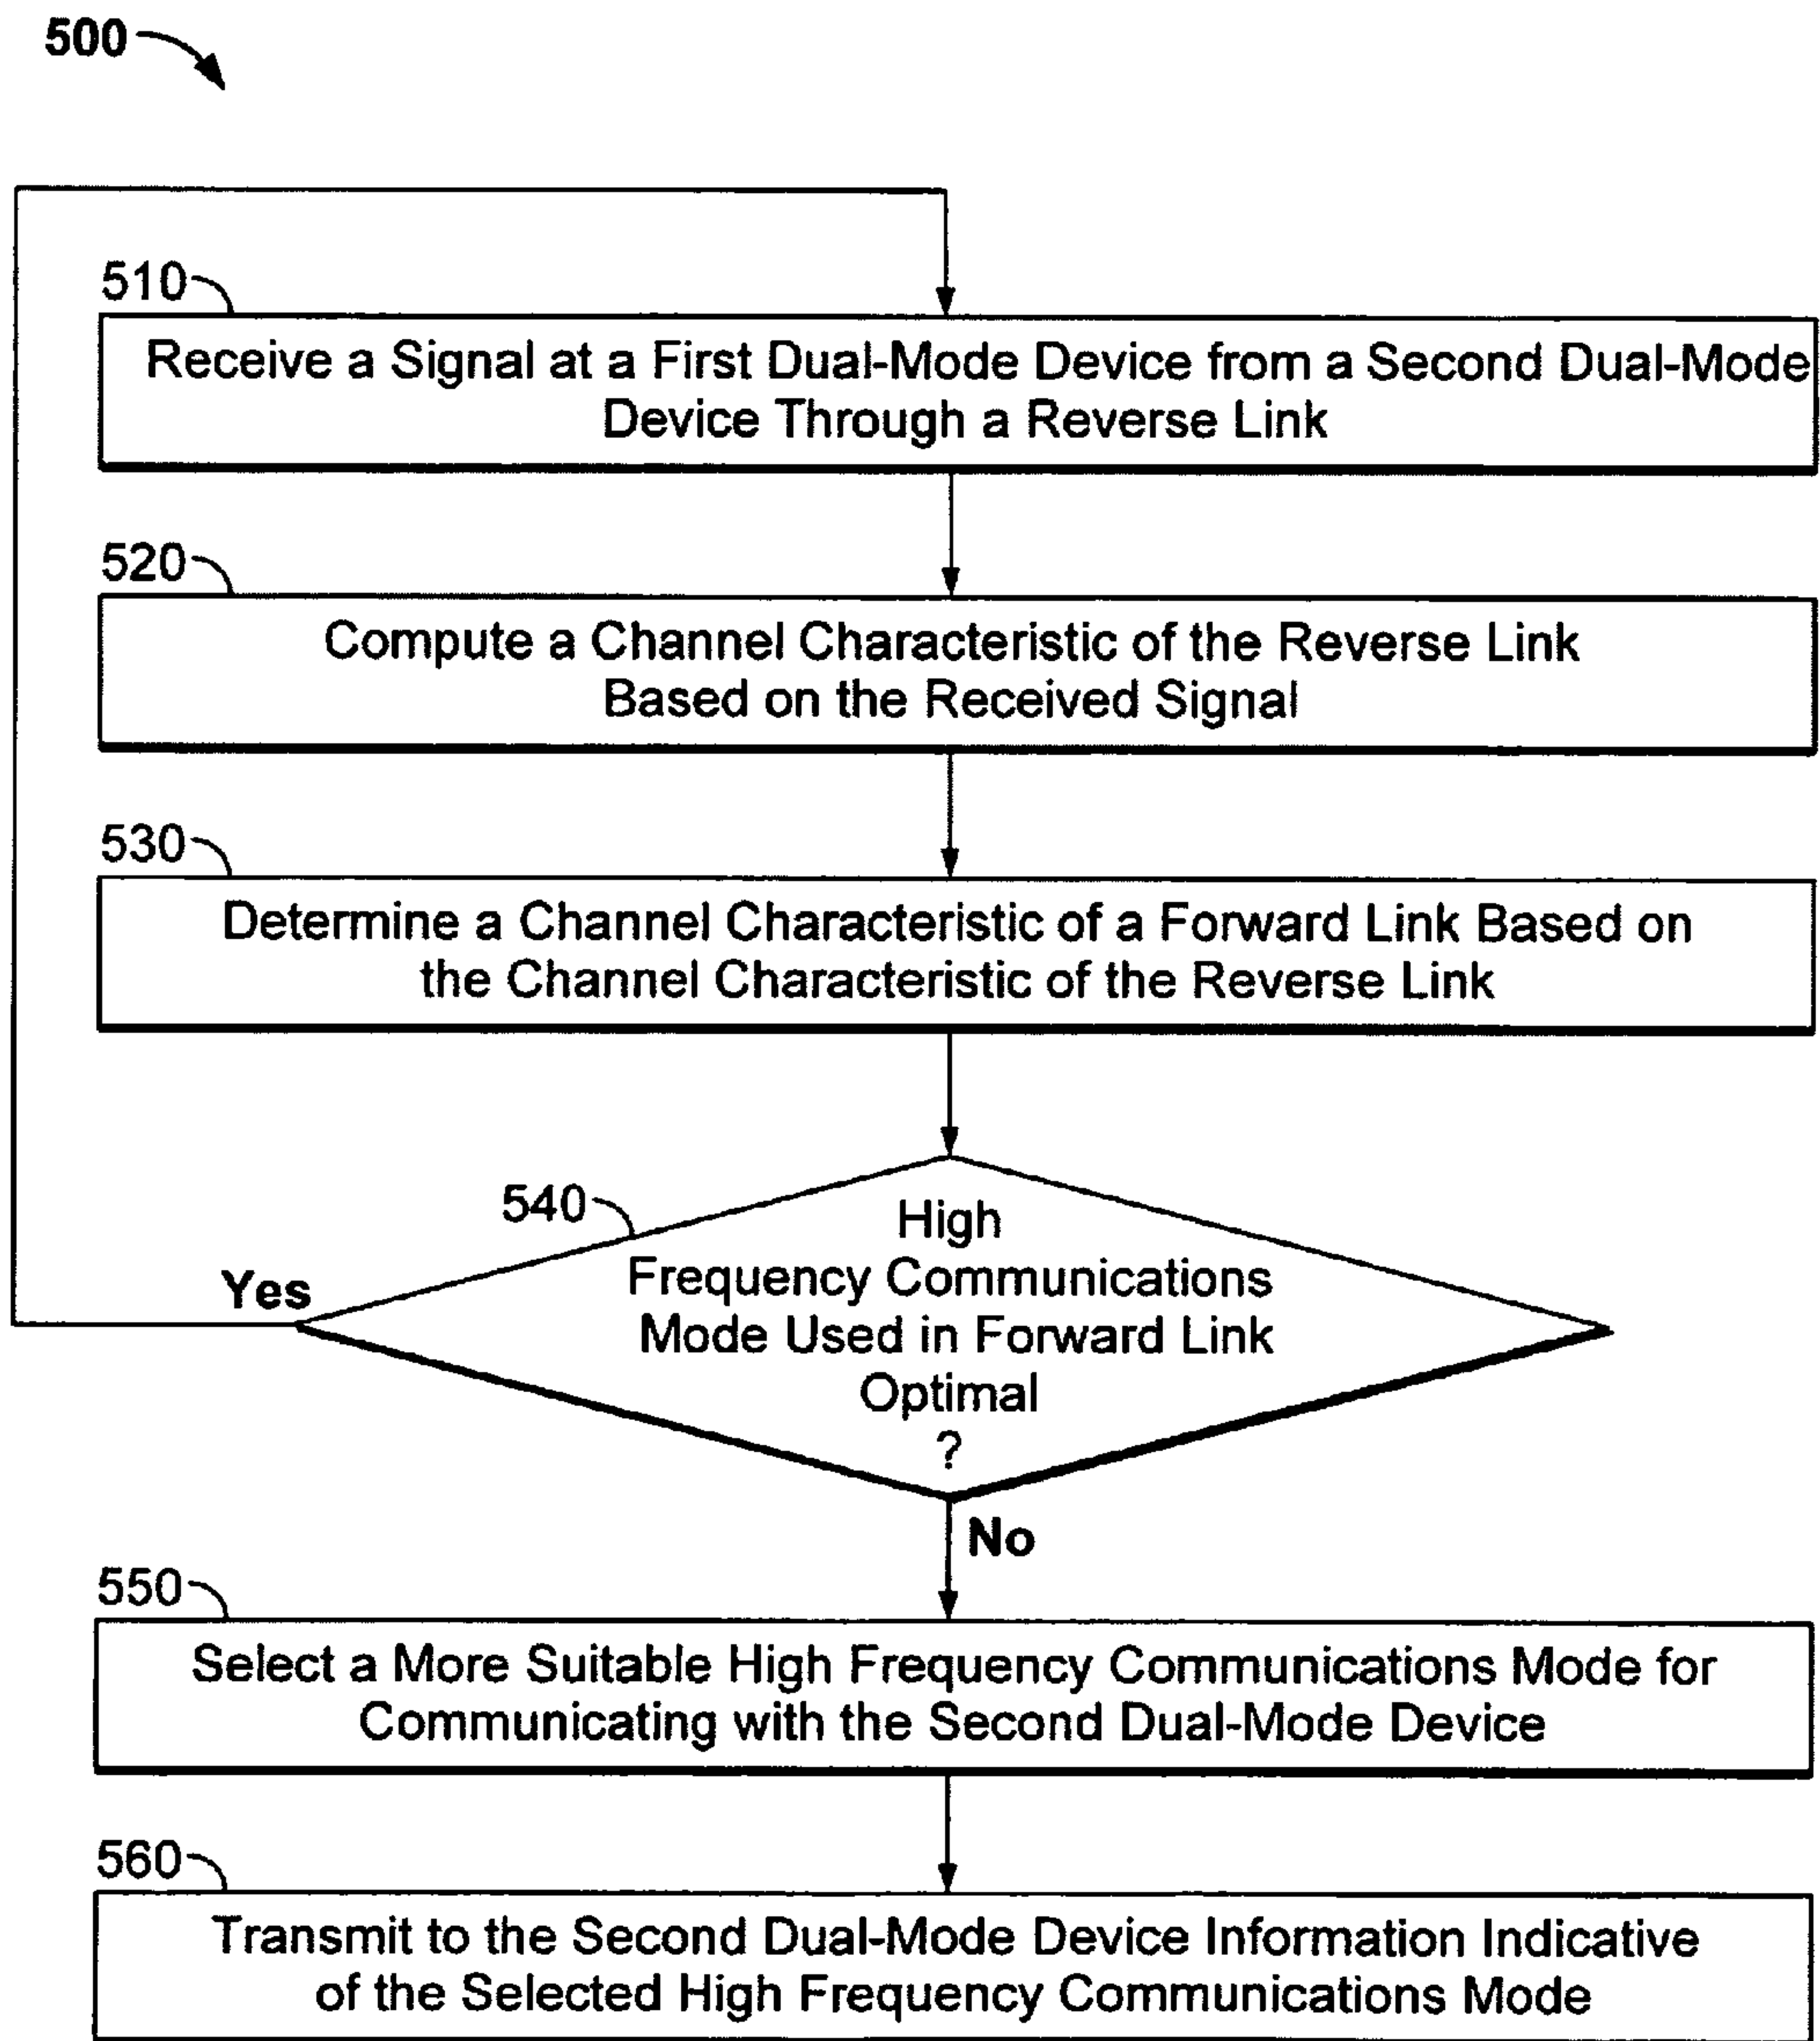 500
510
Receive a Signal at a First Dual-Mode Device from a Second Dual-Mode
Device Through a Reverse Link
520
Compute a Channel Characteristic of the Reverse Link
Based on the Received Signal
530
Determine a Channel Characteristic of a Forward Link Based on
the Channel Characteristic of the Reverse Link
540
High
Frequency Communications
Mode Used in Forward Link
Optimal
?
Yes
No
550
Select a More Suitable High Frequency Communications Mode for
Communicating with the Second Dual-Mode Device
560
Transmit to the Second Dual-Mode Device Information Indicative
of the Selected High Frequency Communications Mode